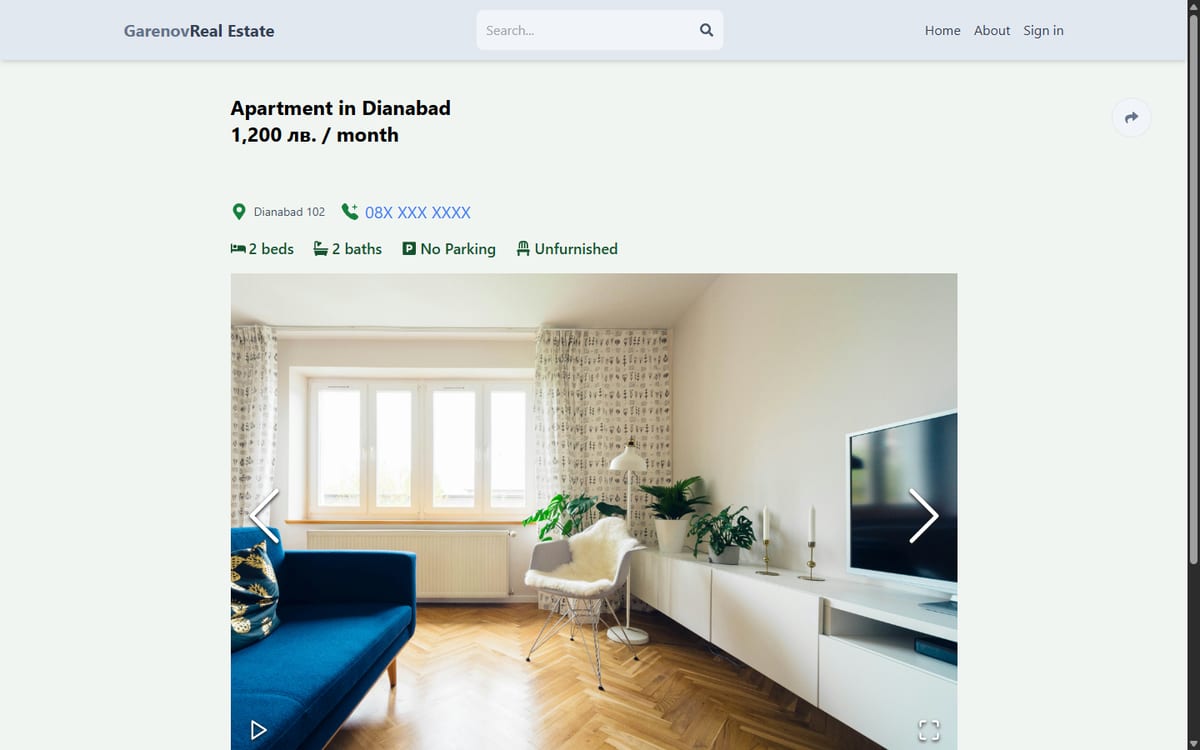 GarenovReal Estate
Search...
Home About Sign in
Apartment in Dianabad
1,200 лв. / month
Dianabad 102 08X XXX XXXX
2 beds 2 baths P No Parking Unfurnished